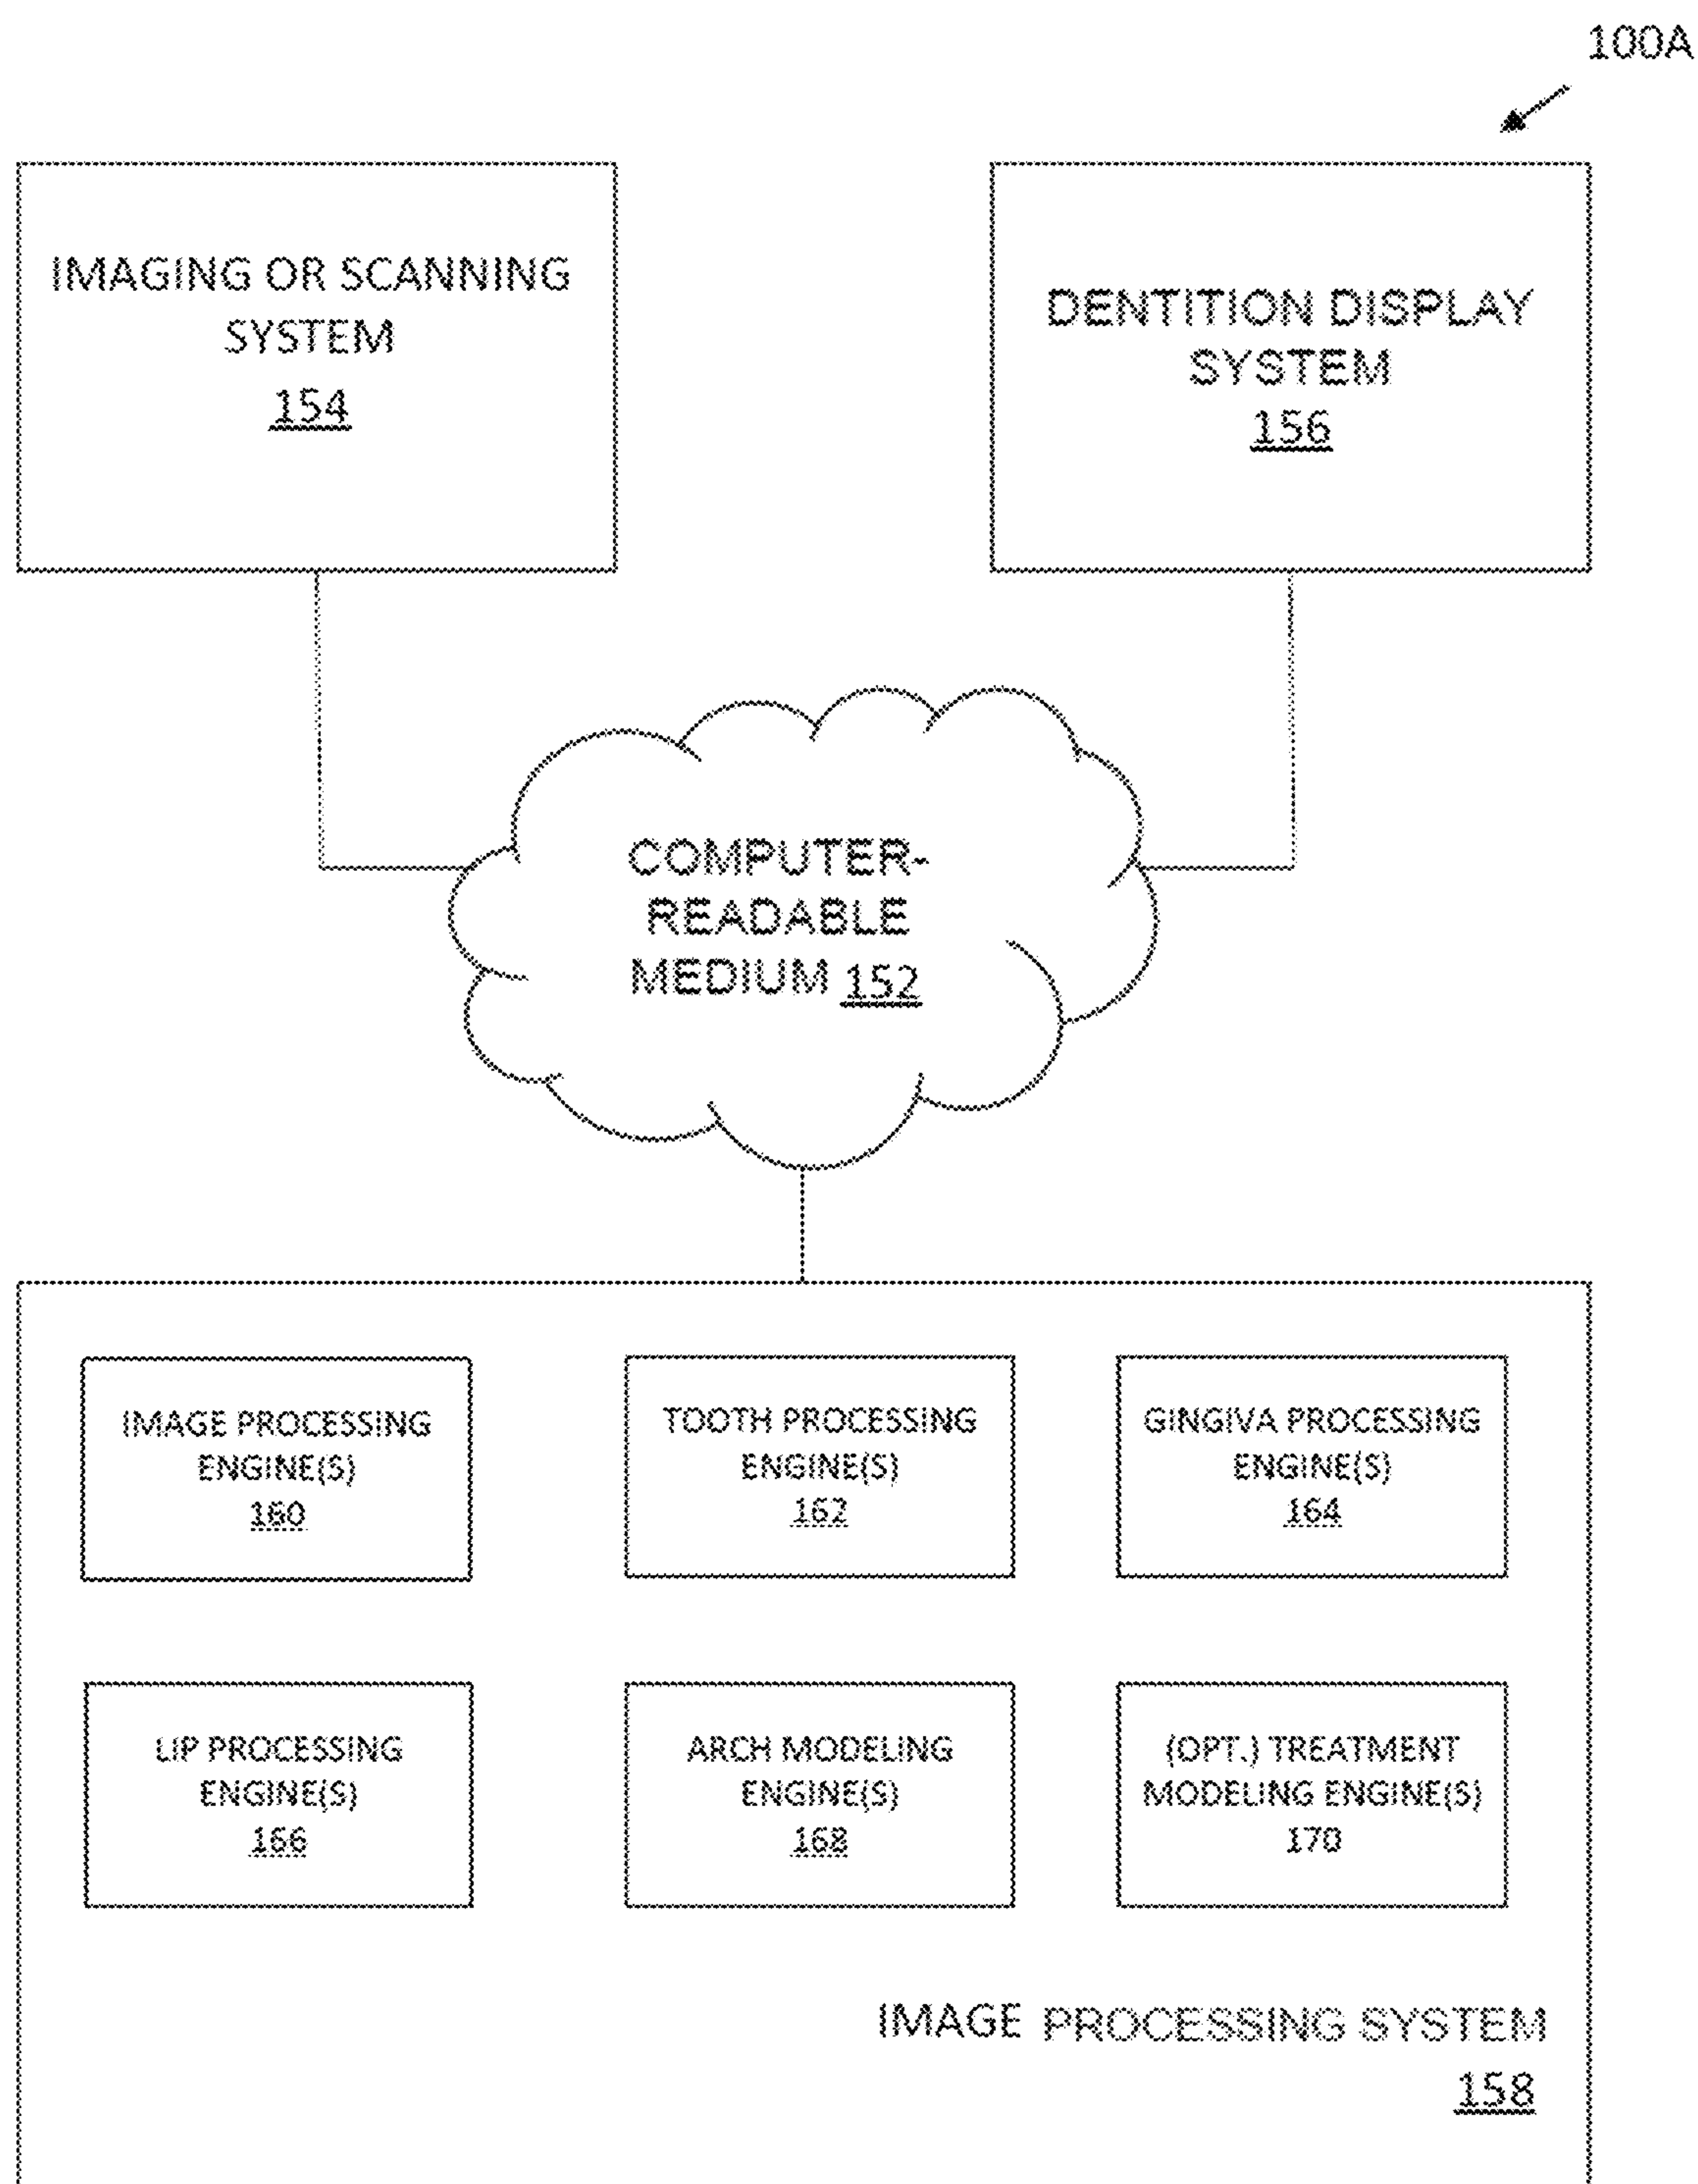 100A
IMAGING OR SCANNING
SYSTEM
154
DENTITION DISPLAY
SYSTEM
156
COMPUTER-
READABLE
MEDIUM 152
IMAGE PROCESSING
ENGINE(S)
160
TOOTH PROCESSING
ENGINE(S)
162
GINGIVA PROCESSING
ENGINE(S)
164
LIP PROCESSING
ENGINE(S)
166
ARCH MODELING
ENGINE(S)
168
(OPT.) TREATMENT
MODELING ENGINE(S)
170
IMAGE PROCESSING SYSTEM
158